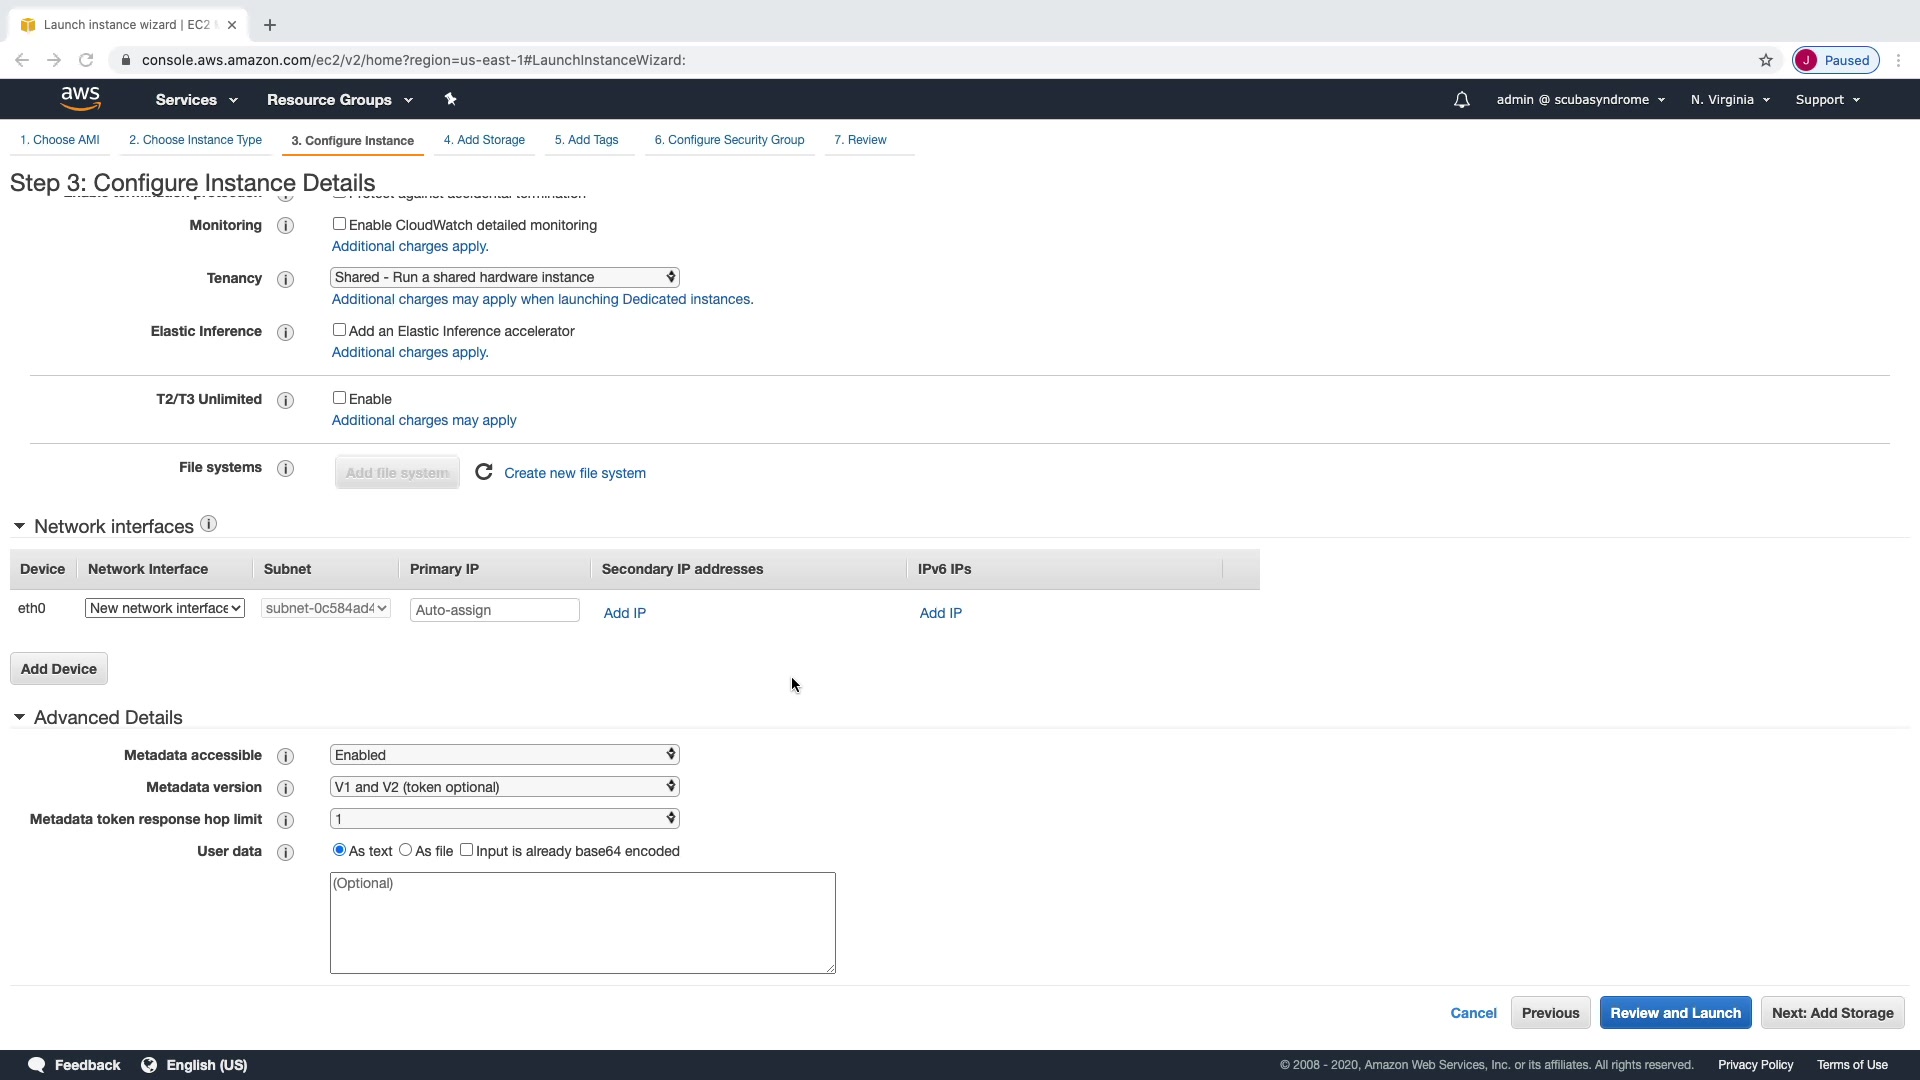 Launch instance wizard | EC2
console.aws.amazon.com/ec2/v2/home?region=us-east-1#LaunchInstanceWizard:
J Paused
aws Services Resource Groups admin @ scubasyndrome N. Virginia Support
1. Choose AMI 2. Choose Instance Type 3. Configure Instance 4. Add Storage 5. Add Tags 6. Configure Security Group 7. Review
Step 3: Configure Instance Details
Enable termination protection Protect against accidental termination
Monitoring Enable CloudWatch detailed monitoring
Additional charges apply.
Tenancy Shared - Run a shared hardware instance
Additional charges may apply when launching Dedicated instances.
Elastic Inference Add an Elastic Inference accelerator
Additional charges apply.
T2/T3 Unlimited Enable
Additional charges may apply
File systems Add file system Create new file system
Network interfaces
Device Network Interface Subnet Primary IP Secondary IP addresses IPv6 IPs
eth0 New network interface subnet-0c584ad4 Auto-assign Add IP Add IP
Add Device
Advanced Details
Metadata accessible Enabled
Metadata version V1 and V2 (token optional)
Metadata token response hop limit 1
User data As text As file Input is already base64 encoded
(Optional)
Cancel Previous Review and Launch Next: Add Storage
Feedback English (US) © 2008 - 2020, Amazon Web Services, Inc. or its affiliates. All rights reserved. Privacy Policy Terms of Use